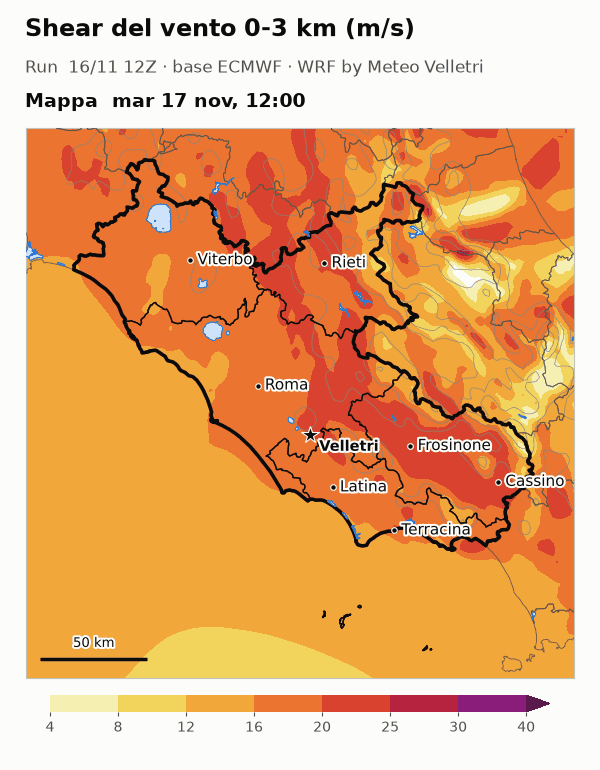 Shear del vento 0-3 km (m/s)
Run  16/11 12Z · base ECMWF · WRF by Meteo Velletri
Mappa  mar 17 nov, 12:00
Viterbo
Rieti
Roma
Velletri
Frosinone
Cassino
Latina
Terracina
50 km
4 8 12 16 20 25 30 40